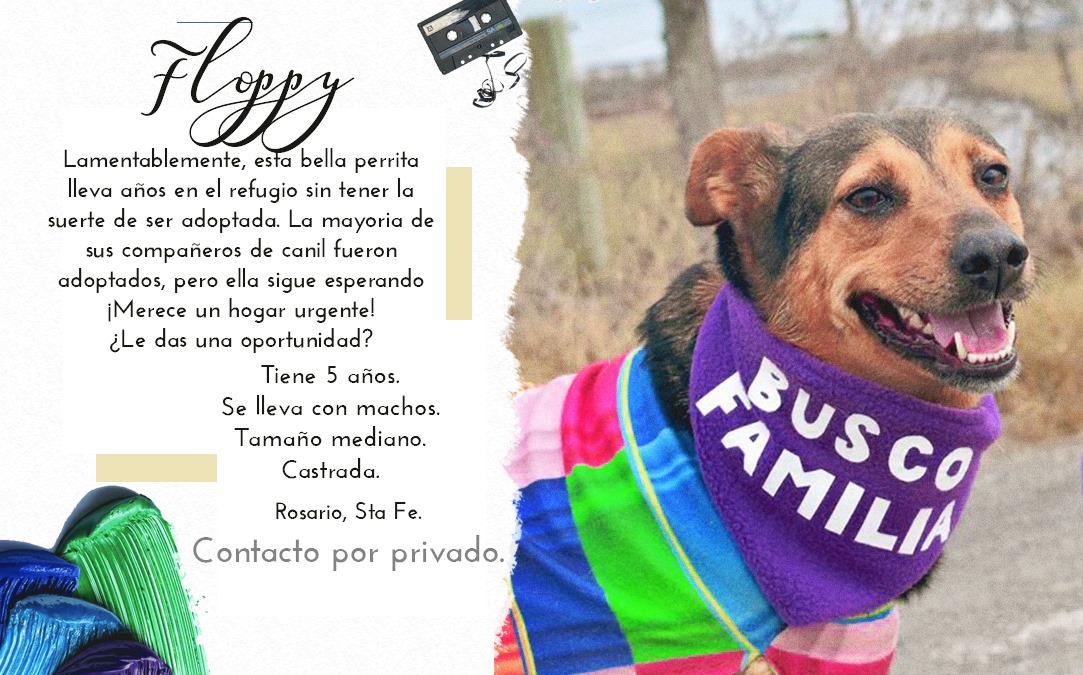 Floppy
Lamentablemente, esta bella perrita
lleva años en el refugio sin tener la
suerte de ser adoptada. La mayoria de
sus compañeros de canil fueron
adoptados, pero ella sigue esperando
¡Merece un hogar urgente!
¿Le das una oportunidad?
Tiene 5 años.
Se lleva con machos.
Tamaño mediano.
Castrada.
Rosario, Sta Fe.
Contacto por privado.
BUSCO
FAMILIA